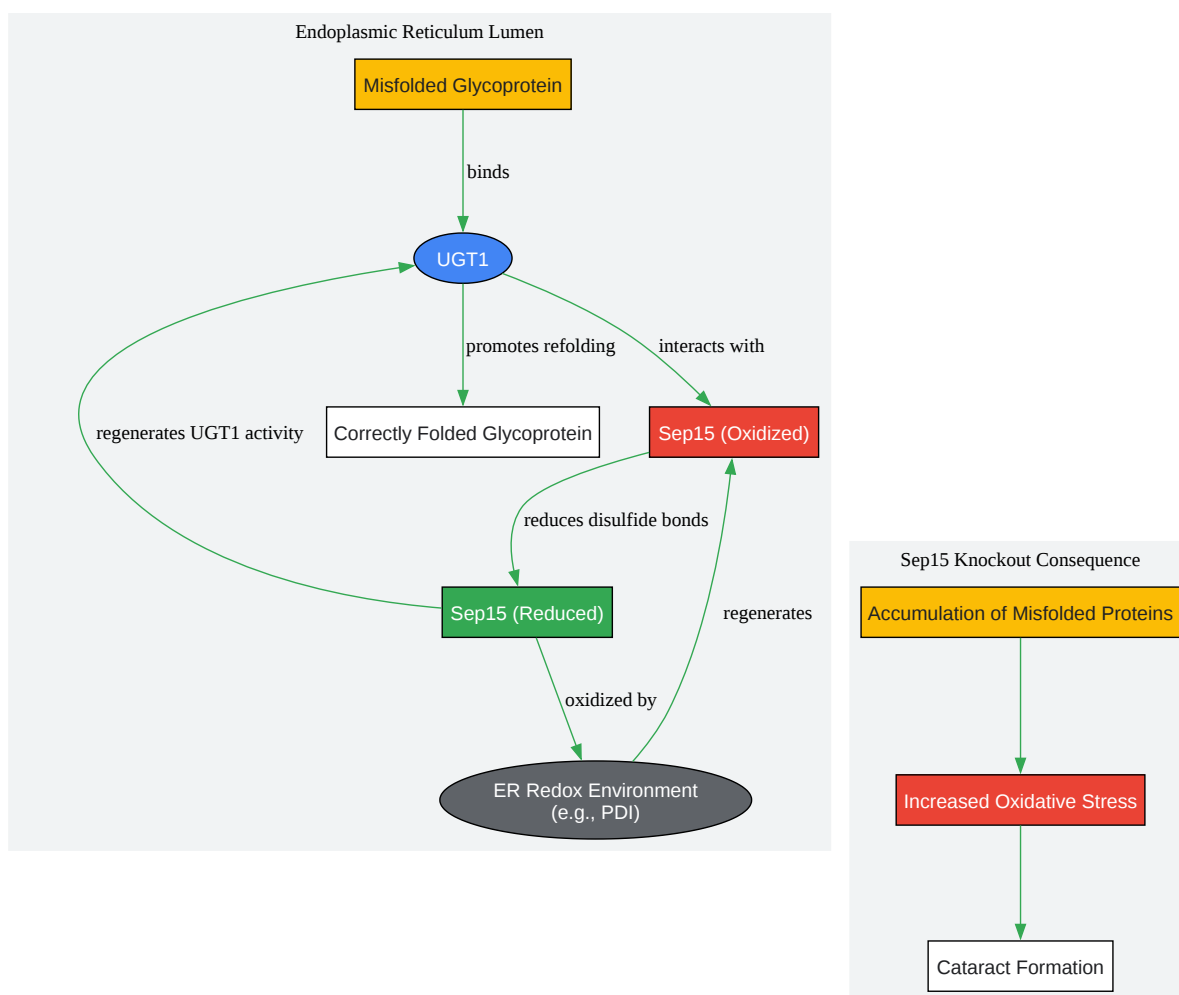 Endoplasmic Reticulum Lumen
Misfolded Glycoprotein
binds
UGT1
promotes refolding
interacts with
Correctly Folded Glycoprotein
Sep15 (Oxidized)
regenerates UGT1 activity
reduces disulfide bonds
Sep15 (Reduced)
regenerates
oxidized by
ER Redox Environment
(e.g., PDI)
Sep15 Knockout Consequence
Accumulation of Misfolded Proteins
Increased Oxidative Stress
Cataract Formation